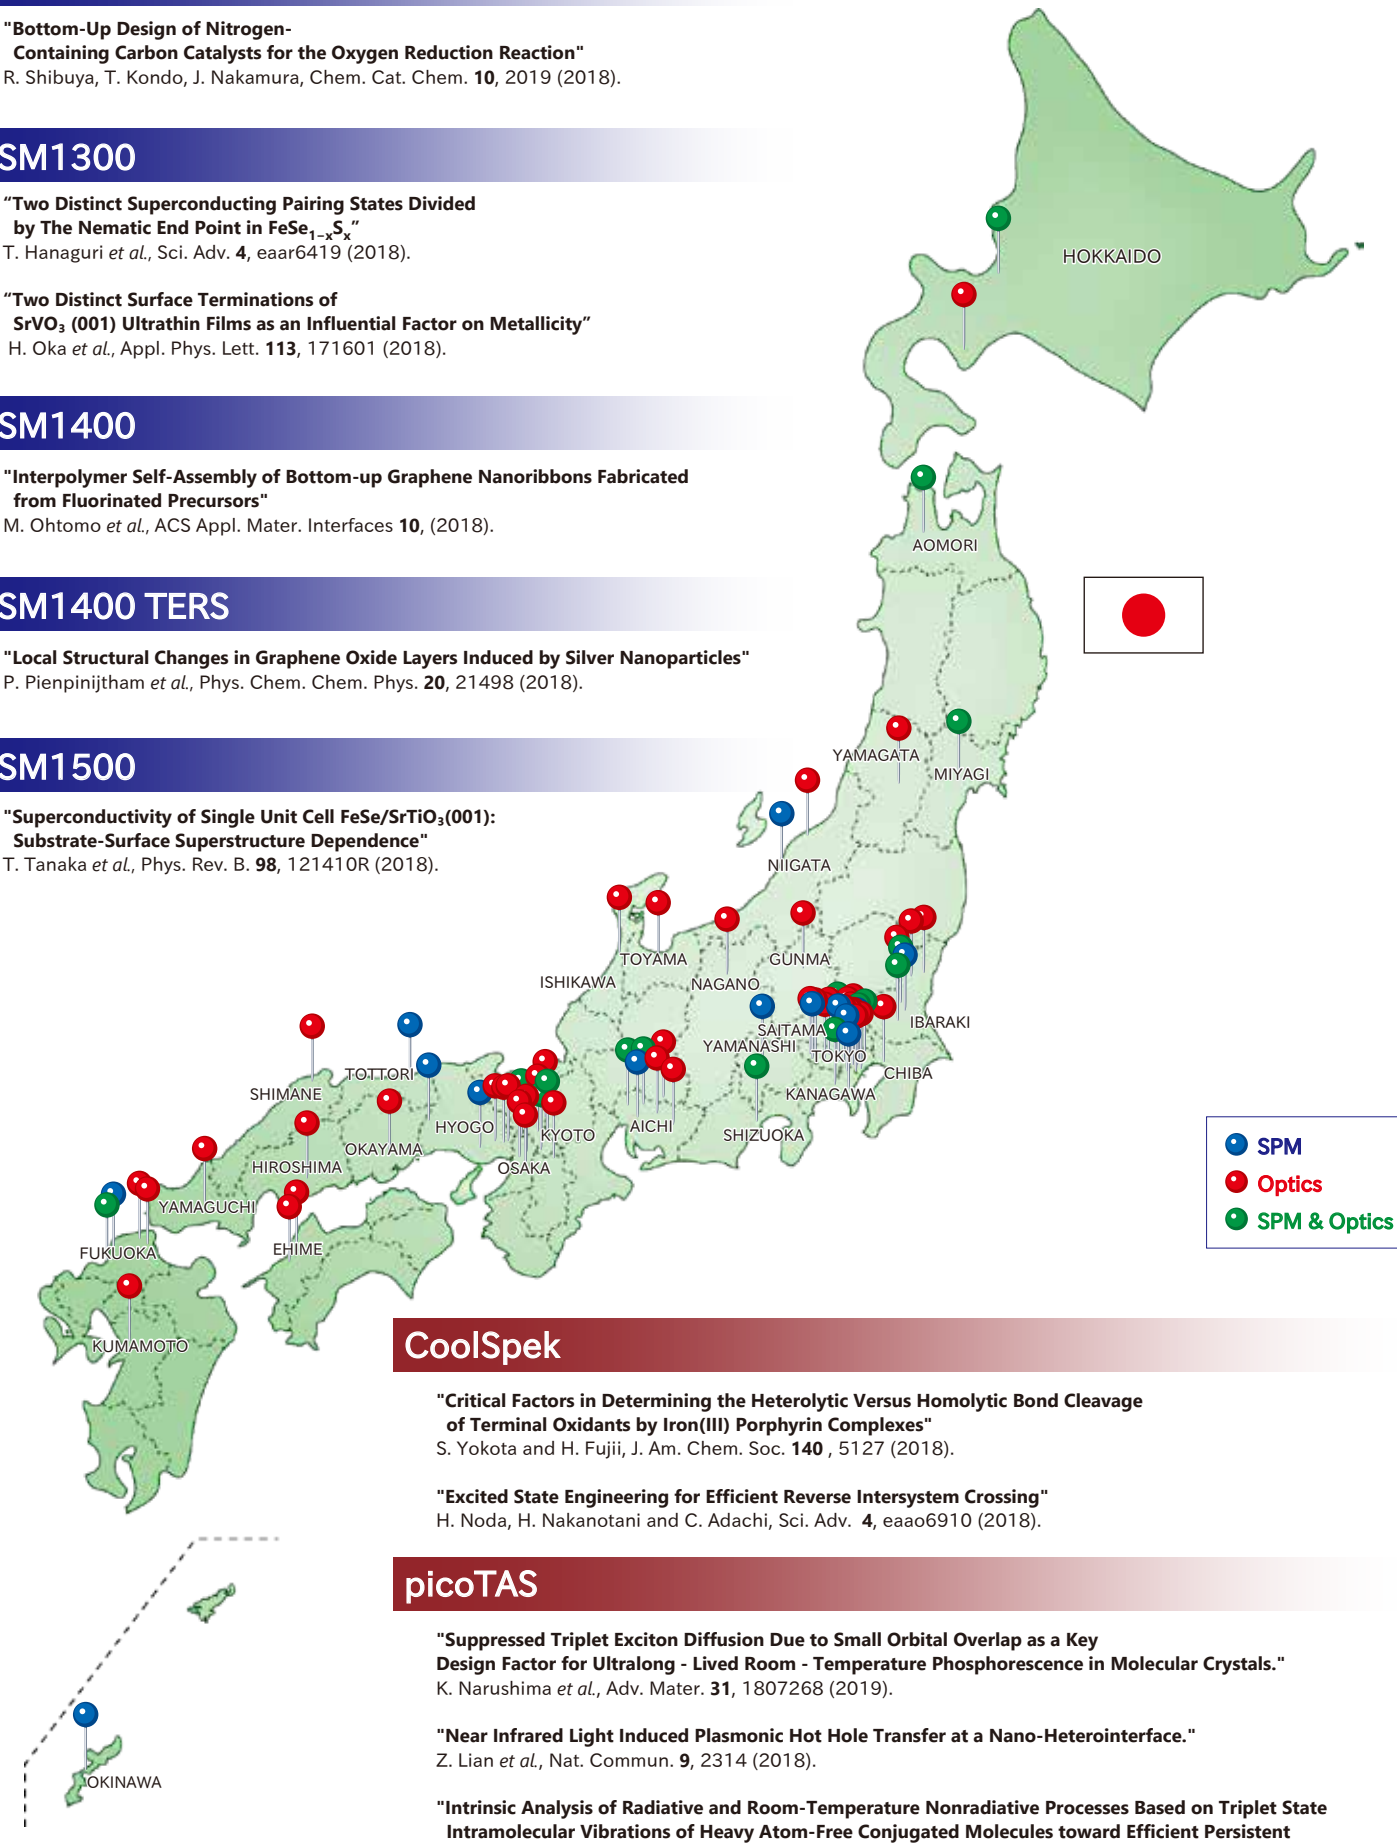 "Bottom-Up Design of Nitrogen-
Containing Carbon Catalysts for the Oxygen Reduction Reaction"
R. Shibuya, T. Kondo, J. Nakamura, Chem. Cat. Chem. 10, 2019 (2018).
SM1300
“Two Distinct Superconducting Pairing States Divided
by The Nematic End Point in FeSe1−xSx”
T. Hanaguri et al., Sci. Adv. 4, eaar6419 (2018).
“Two Distinct Surface Terminations of
SrVO₃ (001) Ultrathin Films as an Influential Factor on Metallicity”
H. Oka et al., Appl. Phys. Lett. 113, 171601 (2018).
SM1400
"Interpolymer Self-Assembly of Bottom-up Graphene Nanoribbons Fabricated
from Fluorinated Precursors"
M. Ohtomo et al., ACS Appl. Mater. Interfaces 10, (2018).
SM1400 TERS
"Local Structural Changes in Graphene Oxide Layers Induced by Silver Nanoparticles"
P. Pienpinijtham et al., Phys. Chem. Chem. Phys. 20, 21498 (2018).
SM1500
"Superconductivity of Single Unit Cell FeSe/SrTiO₃(001):
Substrate-Surface Superstructure Dependence"
T. Tanaka et al., Phys. Rev. B. 98, 121410R (2018).
HOKKAIDO
AOMORI
YAMAGATA
MIYAGI
NIIGATA
TOYAMA
GUNMA
ISHIKAWA
NAGANO
IBARAKI
SAITAMA
YAMANASHI
TOKYO
CHIBA
TOTTORI
SHIMANE
KANAGAWA
HYOGO
KYOTO
AICHI
SHIZUOKA
OKAYAMA
HIROSHIMA
OSAKA
YAMAGUCHI
FUKUOKA
EHIME
KUMAMOTO
OKINAWA
SPM
Optics
SPM & Optics
CoolSpek
"Critical Factors in Determining the Heterolytic Versus Homolytic Bond Cleavage
of Terminal Oxidants by Iron(III) Porphyrin Complexes"
S. Yokota and H. Fujii, J. Am. Chem. Soc. 140 , 5127 (2018).
"Excited State Engineering for Efficient Reverse Intersystem Crossing"
H. Noda, H. Nakanotani and C. Adachi, Sci. Adv. 4, eaao6910 (2018).
picoTAS
"Suppressed Triplet Exciton Diffusion Due to Small Orbital Overlap as a Key
Design Factor for Ultralong - Lived Room - Temperature Phosphorescence in Molecular Crystals."
K. Narushima et al., Adv. Mater. 31, 1807268 (2019).
"Near Infrared Light Induced Plasmonic Hot Hole Transfer at a Nano-Heterointerface."
Z. Lian et al., Nat. Commun. 9, 2314 (2018).
"Intrinsic Analysis of Radiative and Room-Temperature Nonradiative Processes Based on Triplet State
Intramolecular Vibrations of Heavy Atom-Free Conjugated Molecules toward Efficient Persistent